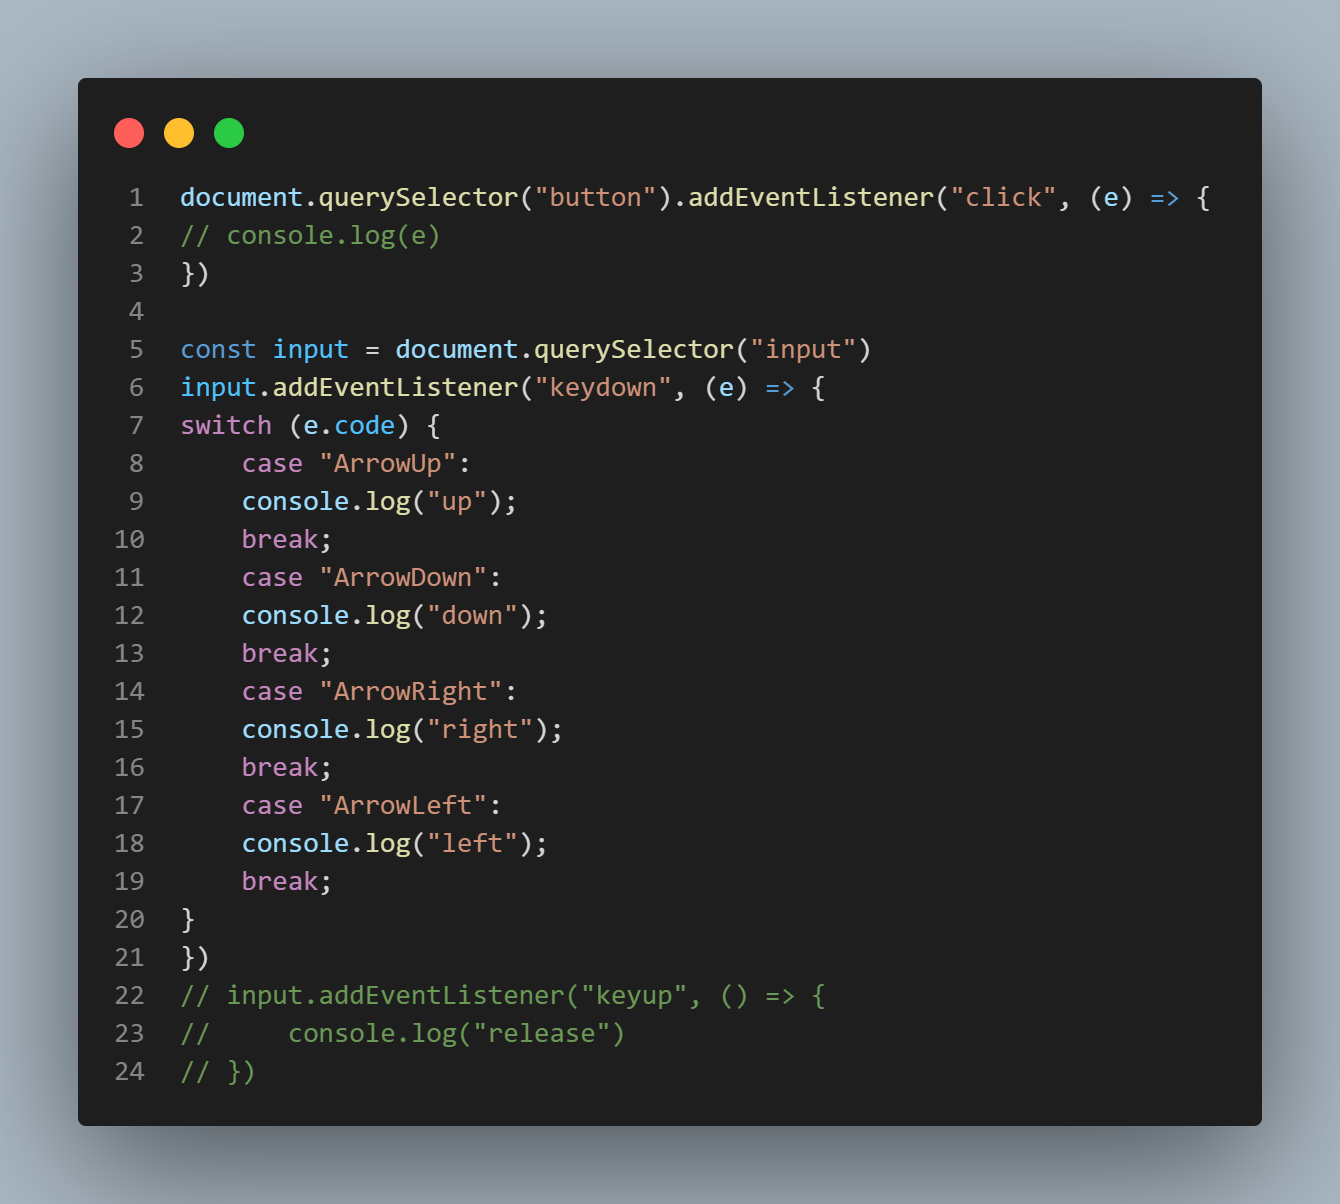 1 document.querySelector("button").addEventListener("click", (e) => {
2 // console.log(e)
3 })
4
5 const input = document.querySelector("input")
6 input.addEventListener("keydown", (e) => {
7 switch (e.code) {
8     case "ArrowUp":
9     console.log("up");
10     break;
11     case "ArrowDown":
12     console.log("down");
13     break;
14     case "ArrowRight":
15     console.log("right");
16     break;
17     case "ArrowLeft":
18     console.log("left");
19     break;
20 }
21 })
22 // input.addEventListener("keyup", () => {
23 //     console.log("release")
24 // })